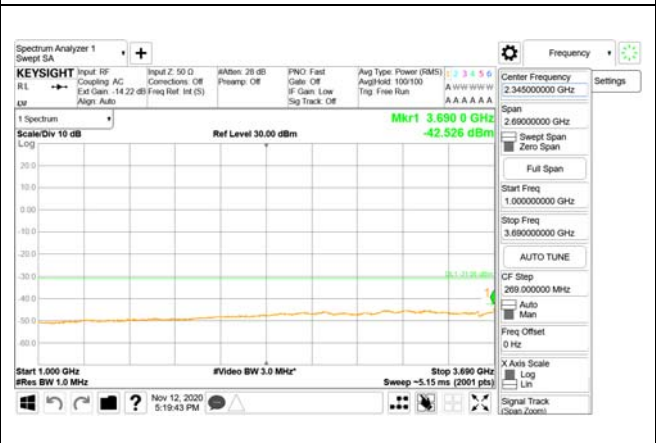 Spectrum Analyzer 1
Swept SA
+
Frequency
KEYSIGHT
RL
Input: RF
Coupling: AC
Ext Gain: -14.22 dB
Align: Auto
Input Z: 50 Ω
Corrections: Off
Freq Ref: Int (S)
#Atten: 28 dB
Preamp: Off
PNO: Fast
Gate: Off
IF Gain: Low
Sig Track: Off
Avg Type: Power (RMS)
Avg|Hold: 100/100
Trig: Free Run
1 2 3 4 5 6
A W W W W W
A A A A A A
1 Spectrum
Scale/Div 10 dB
Log
Ref Level 30.00 dBm
Mkr1 3.690 0 GHz
-42.526 dBm
20.0
10.0
0.00
-10.0
-20.0
-30.0
-40.0
-50.0
-60.0
1
Start 1.000 GHz
#Res BW 1.0 MHz
#Video BW 3.0 MHz*
Stop 3.690 GHz
Sweep ~5.15 ms (2001 pts)
Nov 12, 2020
5:19:43 PM
?
Center Frequency
2.345000000 GHz
Settings
Span
2.69000000 GHz
Swept Span
Zero Span
Full Span
Start Freq
1.000000000 GHz
Stop Freq
3.690000000 GHz
AUTO TUNE
CF Step
269.000000 MHz
Auto
Man
Freq Offset
0 Hz
X Axis Scale
Log
Lin
Signal Track
(Span Zoom)